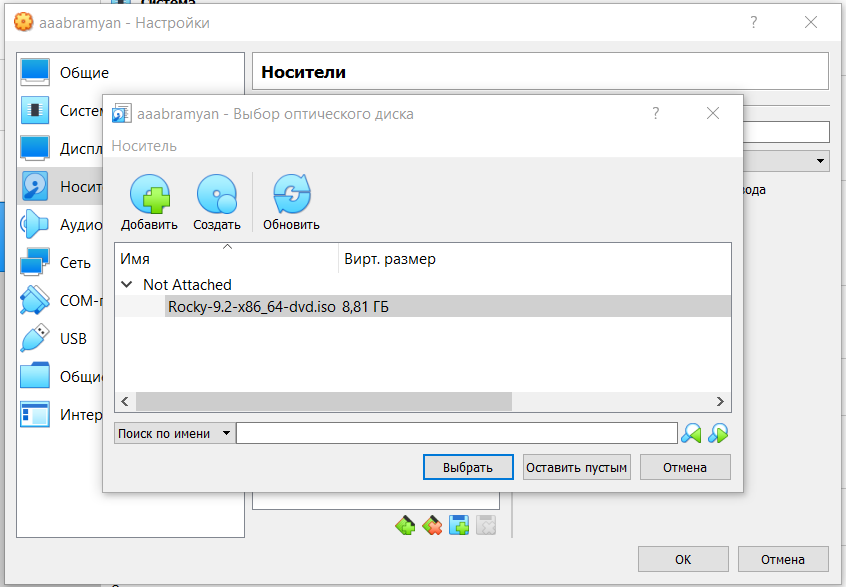 Система
aaabramyan - Настройки
?
Общие
Носители
Систем
aaabramyan - Выбор оптического диска
?
Носитель
Диспл
Носит
вода
Аудио
Добавить
Создать
Обновить
Сеть
Имя
Вирт. размер
Not Attached
COM-п
Rocky-9.2-x86_64-dvd.iso 8,81 ГБ
USB
Общие
Интер
Поиск по имени
Выбрать
Оставить пустым
Отмена
OK
Отмена